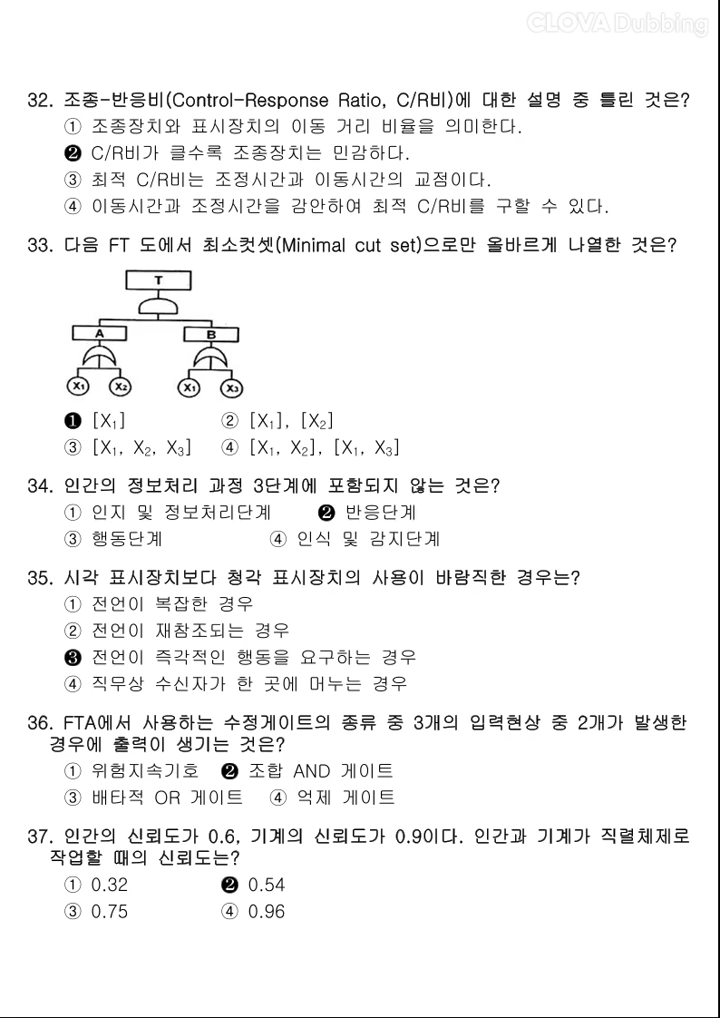 CLOVA Dubbing
32. 조종-반응비(Control-Response Ratio, C/R비)에 대한 설명 중 틀린 것은?
① 조종장치와 표시장치의 이동 거리 비율을 의미한다.
❷ C/R비가 클수록 조종장치는 민감하다.
③ 최적 C/R비는 조정시간과 이동시간의 교점이다.
④ 이동시간과 조정시간을 감안하여 최적 C/R비를 구할 수 있다.
33. 다음 FT 도에서 최소컷셋(Minimal cut set)으로만 올바르게 나열한 것은?
T
A B
X₁ X₂ X₁ X₃
❶ [X₁] ② [X₁], [X₂]
③ [X₁, X₂, X₃] ④ [X₁, X₂], [X₁, X₃]
34. 인간의 정보처리 과정 3단계에 포함되지 않는 것은?
① 인지 및 정보처리단계 ❷ 반응단계
③ 행동단계 ④ 인식 및 감지단계
35. 시각 표시장치보다 청각 표시장치의 사용이 바람직한 경우는?
① 전언이 복잡한 경우
② 전언이 재참조되는 경우
❸ 전언이 즉각적인 행동을 요구하는 경우
④ 직무상 수신자가 한 곳에 머누는 경우
36. FTA에서 사용하는 수정게이트의 종류 중 3개의 입력현상 중 2개가 발생한
경우에 출력이 생기는 것은?
① 위험지속기호 ❷ 조합 AND 게이트
③ 배타적 OR 게이트 ④ 억제 게이트
37. 인간의 신뢰도가 0.6, 기계의 신뢰도가 0.9이다. 인간과 기계가 직렬체제로
작업할 때의 신뢰도는?
① 0.32 ❷ 0.54
③ 0.75 ④ 0.96